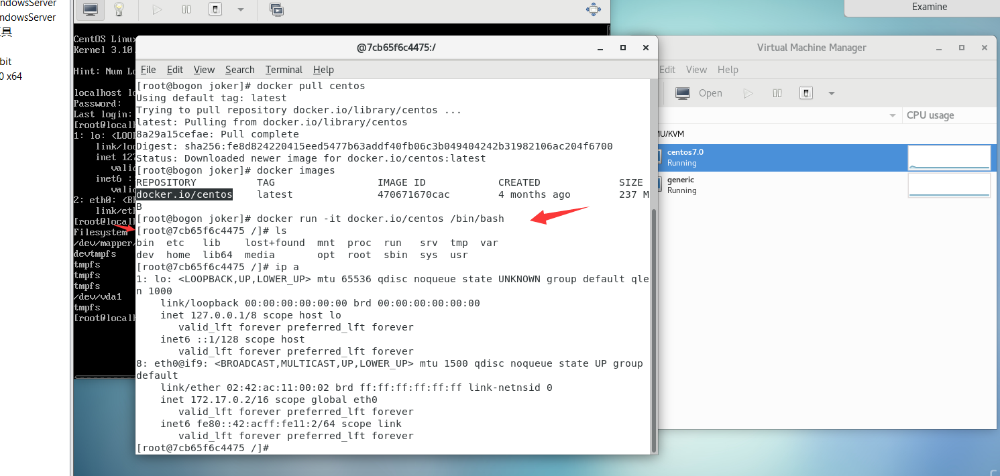 ndowsServer
ndowsServer
具
bit
0 x64
Examine
CentOS Linux
Kernel 3.10.
Hint: Num Lo
localhost lo
Password:
Last login:
[root@locall
1: lo: <LOOP
link/loo
inet 127
vali
inet6 ::
vali
2: eth0: <BR
link/eth
[root@locall
Filesystem
/dev/mapper/
devtmpfs
tmpfs
tmpfs
tmpfs
/dev/vda1
tmpfs
[root@locall
@7cb65f6c4475:/
File Edit View Search Terminal Help
[root@bogon joker]# docker pull centos
Using default tag: latest
Trying to pull repository docker.io/library/centos ...
latest: Pulling from docker.io/library/centos
8a29a15cefae: Pull complete
Digest: sha256:fe8d824220415eed5477b63addf40fb06c3b049404242b31982106ac204f6700
Status: Downloaded newer image for docker.io/centos:latest
[root@bogon joker]# docker images
REPOSITORY TAG IMAGE ID CREATED SIZE
docker.io/centos latest 470671670cac 4 months ago 237 M
B
[root@bogon joker]# docker run -it docker.io/centos /bin/bash
[root@7cb65f6c4475 /]# ls
bin etc lib lost+found mnt proc run srv tmp var
dev home lib64 media opt root sbin sys usr
[root@7cb65f6c4475 /]# ip a
1: lo: <LOOPBACK,UP,LOWER_UP> mtu 65536 qdisc noqueue state UNKNOWN group default qle
n 1000
link/loopback 00:00:00:00:00:00 brd 00:00:00:00:00:00
inet 127.0.0.1/8 scope host lo
valid_lft forever preferred_lft forever
inet6 ::1/128 scope host
valid_lft forever preferred_lft forever
8: eth0@if9: <BROADCAST,MULTICAST,UP,LOWER_UP> mtu 1500 qdisc noqueue state UP group
default
link/ether 02:42:ac:11:00:02 brd ff:ff:ff:ff:ff:ff link-netnsid 0
inet 172.17.0.2/16 scope global eth0
valid_lft forever preferred_lft forever
inet6 fe80::42:acff:fe11:2/64 scope link
valid_lft forever preferred_lft forever
[root@7cb65f6c4475 /]#
Virtual Machine Manager
Edit View Help
Open
CPU usage
MU/KVM
centos7.0
Running
generic
Running